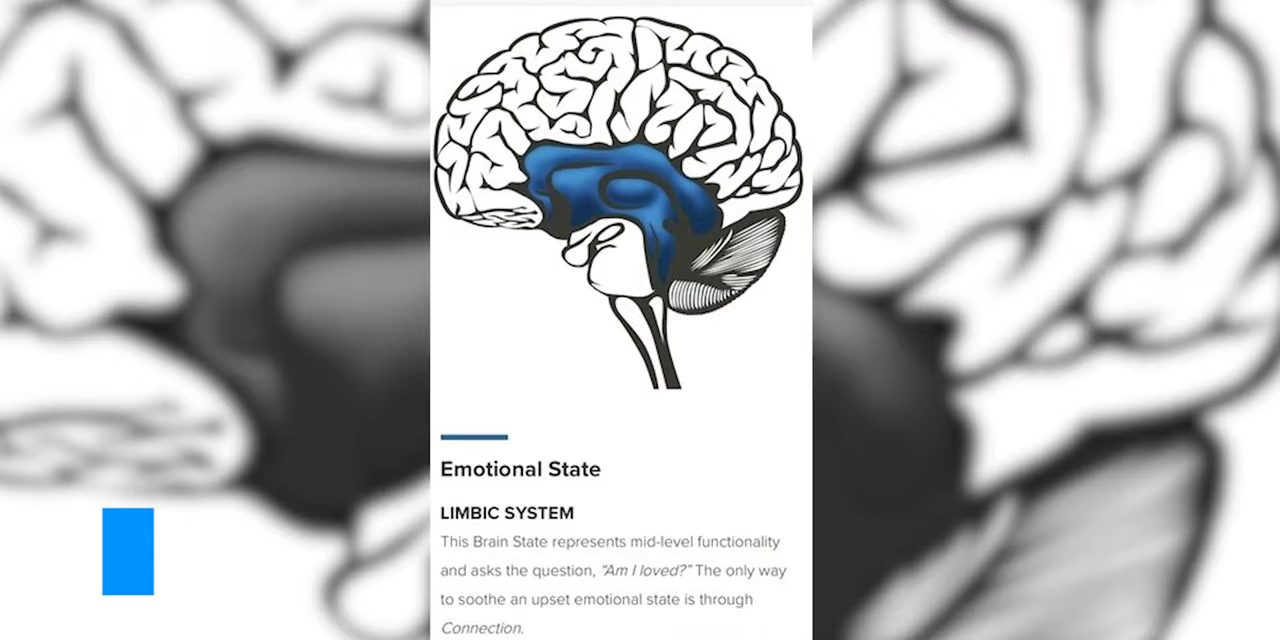 Emotional State
LIMBIC SYSTEM
This Brain State represents mid-level functionality
and asks the question, “Am I loved?” The only way
to soothe an upset emotional state is through
Connection.